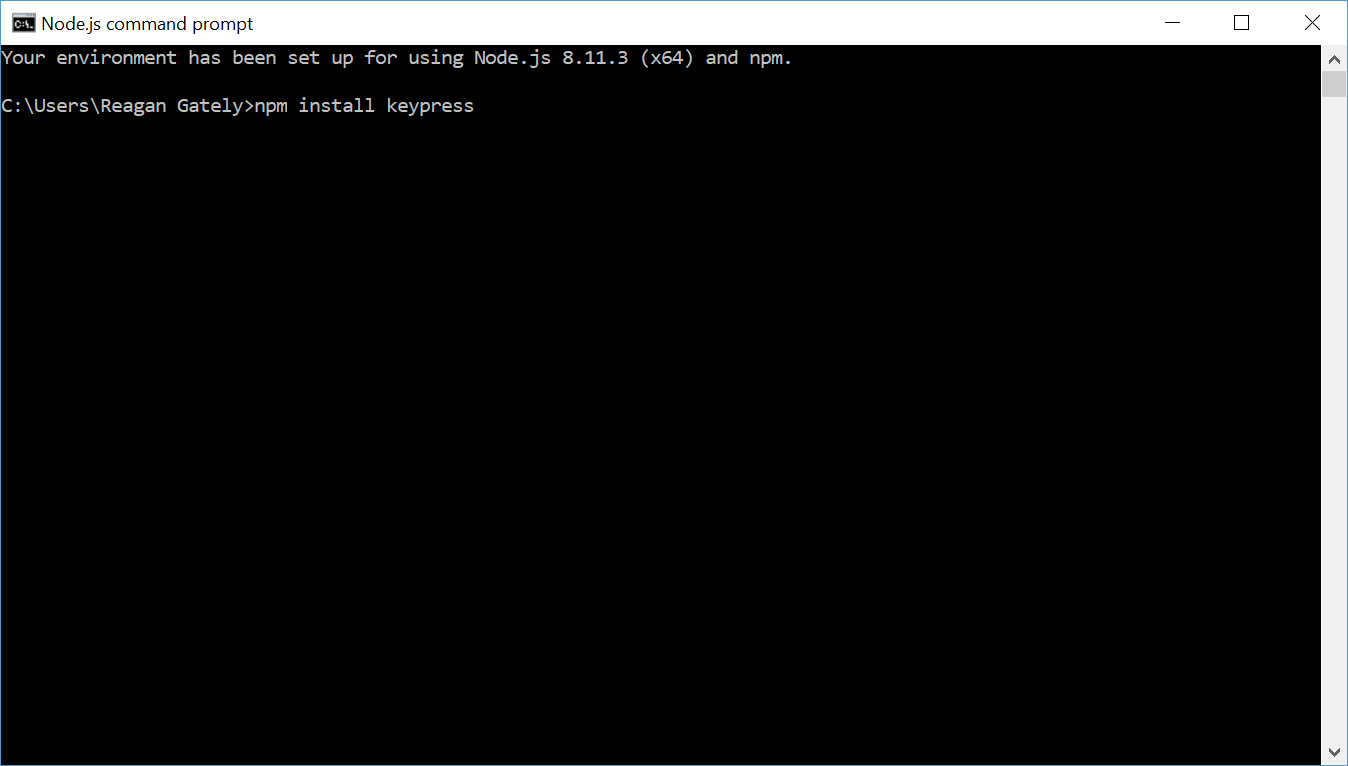 Node.js command prompt
Your environment has been set up for using Node.js 8.11.3 (x64) and npm.
C:\Users\Reagan Gately>npm install keypress